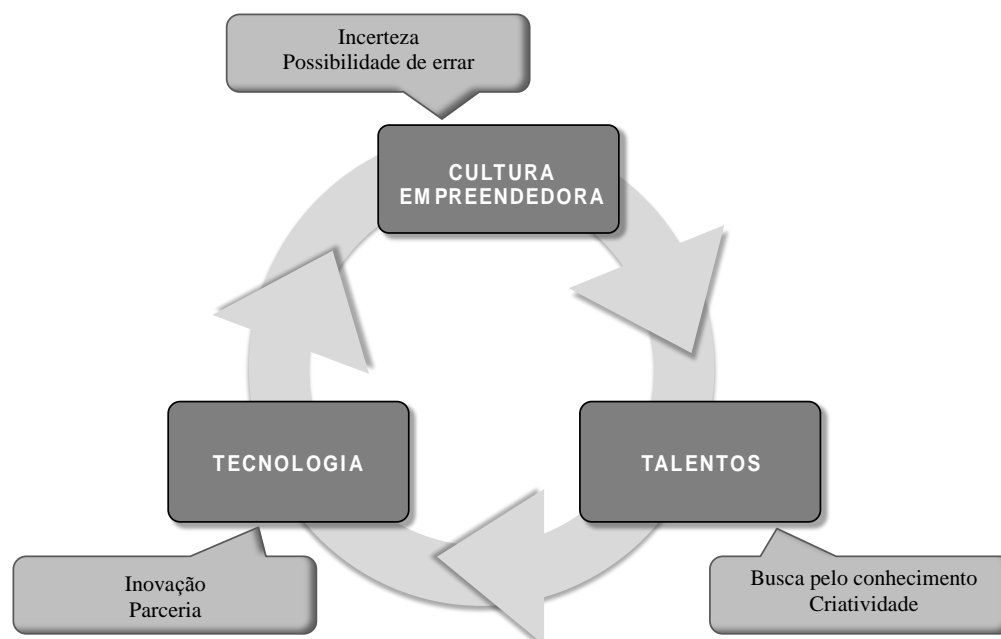 Incerteza
Possibilidade de errar
CULTURA
EMPREENDEDORA
TECNOLOGIA
TALENTOS
Inovação
Parceria
Busca pelo conhecimento
Criatividade